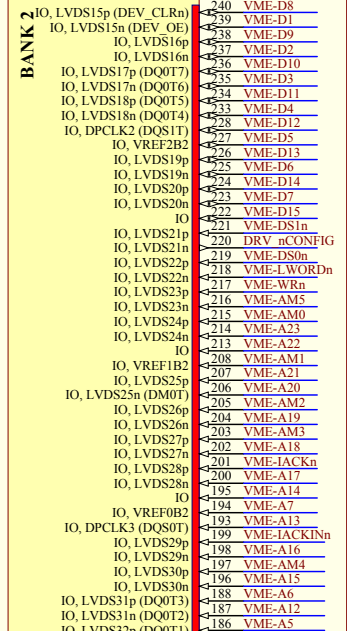 BANK 2
IO, LVDS15p (DEV_CLRn) 240 VME-D8
IO, LVDS15n (DEV_OE) 239 VME-D1
IO, LVDS16p 238 VME-D9
IO, LVDS16n 237 VME-D2
IO, LVDS17p (DQ0T7) 236 VME-D10
IO, LVDS17n (DQ0T6) 235 VME-D3
IO, LVDS18p (DQ0T5) 234 VME-D11
IO, LVDS18n (DQ0T4) 233 VME-D4
IO, DPCLK2 (DQS1T) 228 VME-D12
IO, VREF2B2 227 VME-D5
IO, LVDS19p 226 VME-D13
IO, LVDS19n 225 VME-D6
IO, LVDS20p 224 VME-D14
IO, LVDS20n 223 VME-D7
IO 222 VME-D15
IO, LVDS21p 221 VME-DS1n
IO, LVDS21n 220 DRV_nCONFIG
IO, LVDS22p 219 VME-DS0n
IO, LVDS22n 218 VME-LWORDn
IO, LVDS23p 217 VME-WRn
IO, LVDS23n 216 VME-AM5
IO, LVDS24p 215 VME-AM0
IO, LVDS24n 214 VME-A23
IO 213 VME-A22
IO, VREF1B2 208 VME-AM1
IO, LVDS25p 207 VME-A21
IO, LVDS25n (DM0T) 206 VME-A20
IO, LVDS26p 205 VME-AM2
IO, LVDS26n 204 VME-A19
IO, LVDS27p 203 VME-AM3
IO, LVDS27n 202 VME-A18
IO, LVDS28p 201 VME-IACKn
IO, LVDS28n 200 VME-A17
IO 195 VME-A14
IO, VREF0B2 194 VME-A7
IO, DPCLK3 (DQS0T) 193 VME-A13
IO, LVDS29p 199 VME-IACKINn
IO, LVDS29n 198 VME-A16
IO, LVDS30p 197 VME-AM4
IO, LVDS30n 196 VME-A15
IO, LVDS31p (DQ0T3) 188 VME-A6
IO, LVDS31n (DQ0T2) 187 VME-A12
IO, (DQ0T1) 186 VME-A5